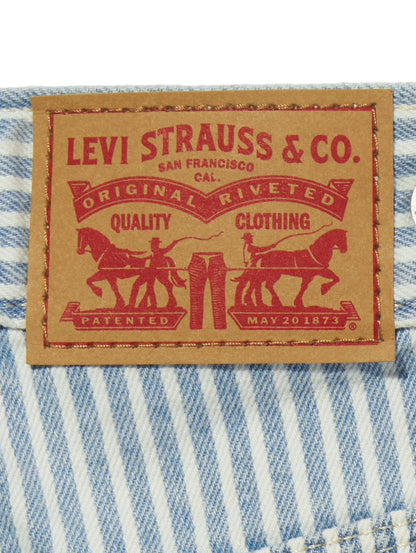 LEVI STRAUSS & CO.
SAN FRANCISCO
CAL.
ORIGINAL RIVETED
QUALITY CLOTHING
PATENTED MAY 20 1873 ®